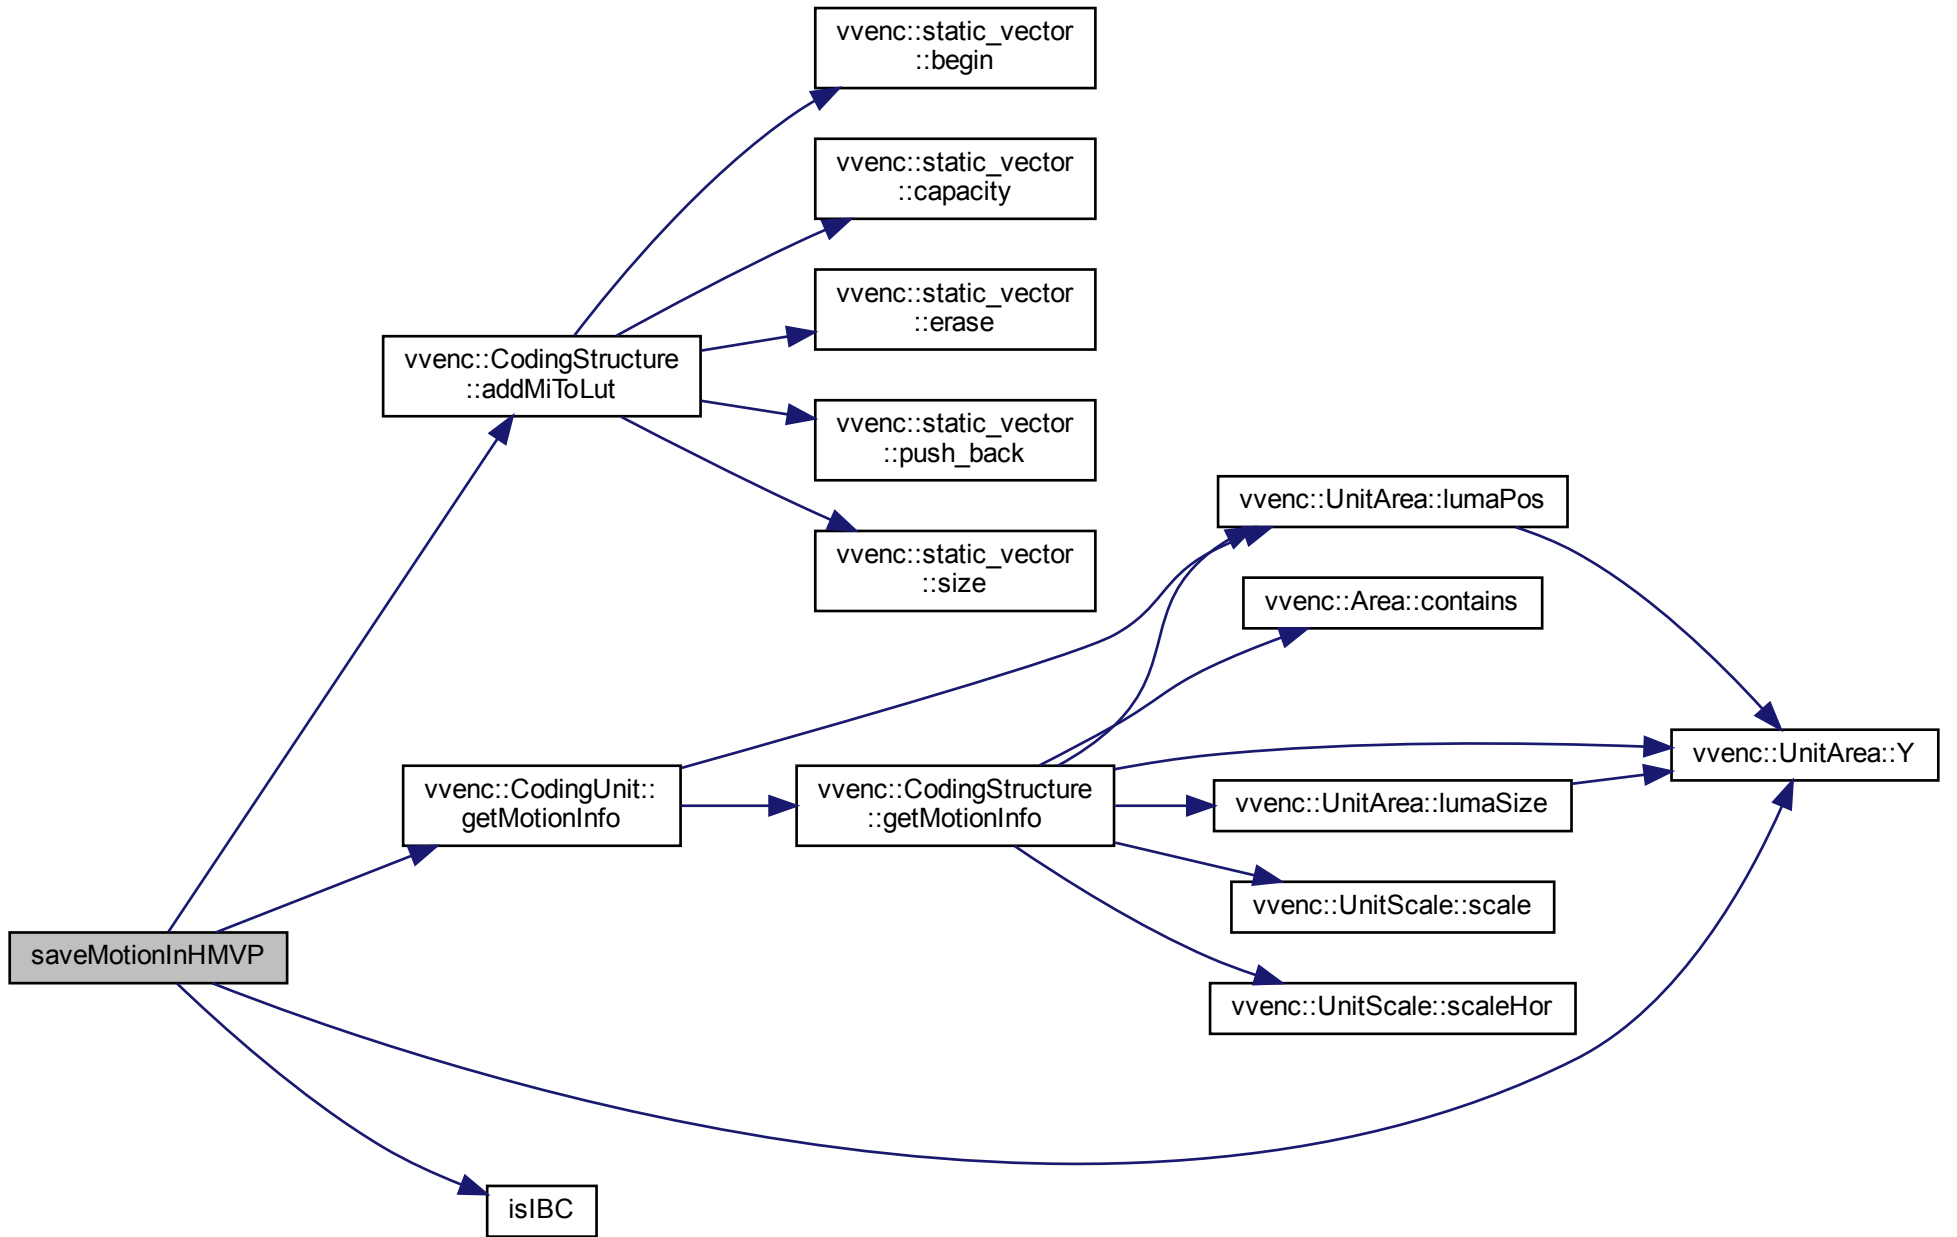 vvenc::static_vector
::begin
vvenc::static_vector
::capacity
vvenc::static_vector
::erase
vvenc::CodingStructure
::addMiToLut
vvenc::static_vector
::push_back
vvenc::UnitArea::lumaPos
vvenc::static_vector
::size
vvenc::Area::contains
vvenc::UnitArea::Y
vvenc::CodingUnit::
getMotionInfo
vvenc::CodingStructure
::getMotionInfo
vvenc::UnitArea::lumaSize
vvenc::UnitScale::scale
saveMotionInHMVP
vvenc::UnitScale::scaleHor
isIBC